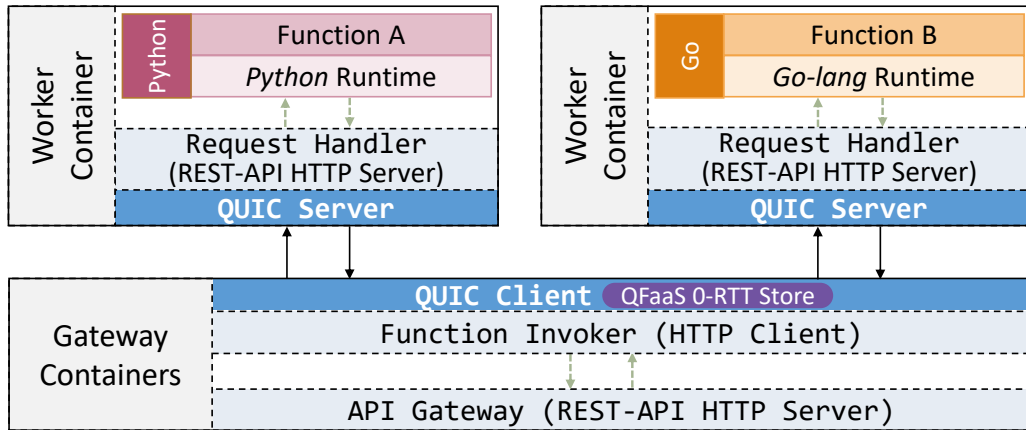 Worker
Container
Python
Function A
Python Runtime
Request Handler
(REST-API HTTP Server)
QUIC Server
Worker
Container
Go
Function B
Go-lang Runtime
Request Handler
(REST-API HTTP Server)
QUIC Server
Gateway
Containers
QUIC Client QFaaS 0-RTT Store
Function Invoker (HTTP Client)
API Gateway (REST-API HTTP Server)